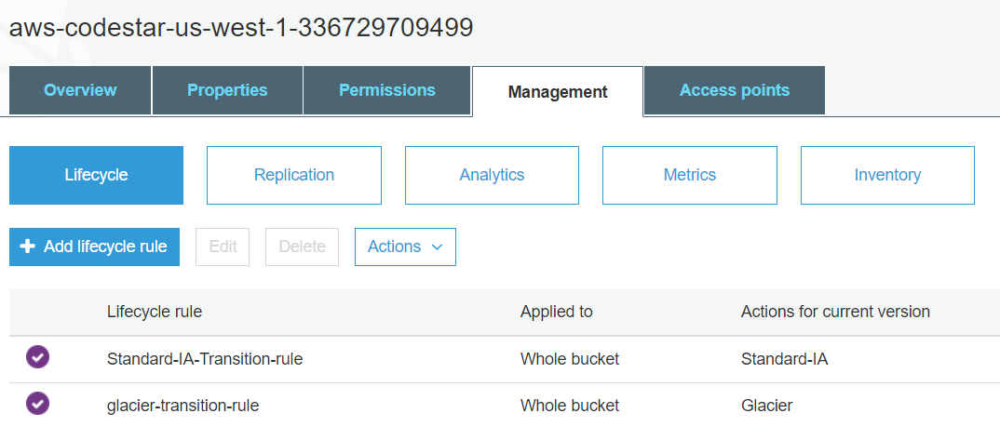 aws-codestar-us-west-1-336729709499
Overview Properties Permissions Management Access points
Lifecycle Replication Analytics Metrics Inventory
+ Add lifecycle rule Edit Delete Actions
Lifecycle rule Applied to Actions for current version
Standard-IA-Transition-rule Whole bucket Standard-IA
glacier-transition-rule Whole bucket Glacier